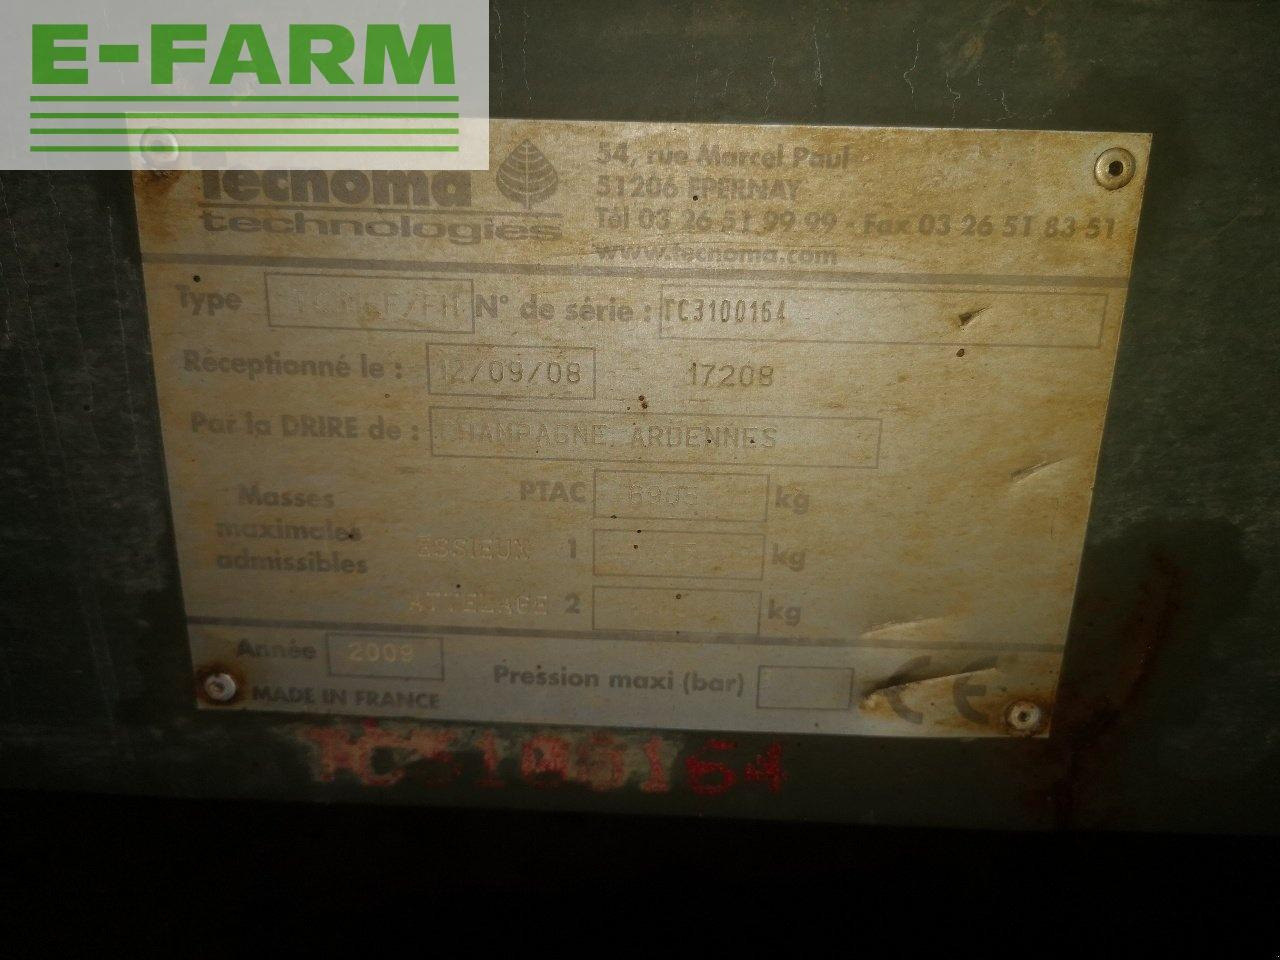 E-FARM
Tecnoma
technologies
54, rue Marcel Paul
51206 EPERNAY
Tél 03 26 51 99 99 - Fax 03 26 51 83 51
www.tecnoma.com
Type N° de série : TC3100164
Réceptionné le : 12/09/08 17208
Par la DRIRE de : CHAMPAGNE ARDENNES
Masses maximales admissibles
PTAC kg
ESSIEUX 1 kg
ATTELAGE 2 kg
Année 2009 Pression maxi (bar) CE
MADE IN FRANCE
TC3100164